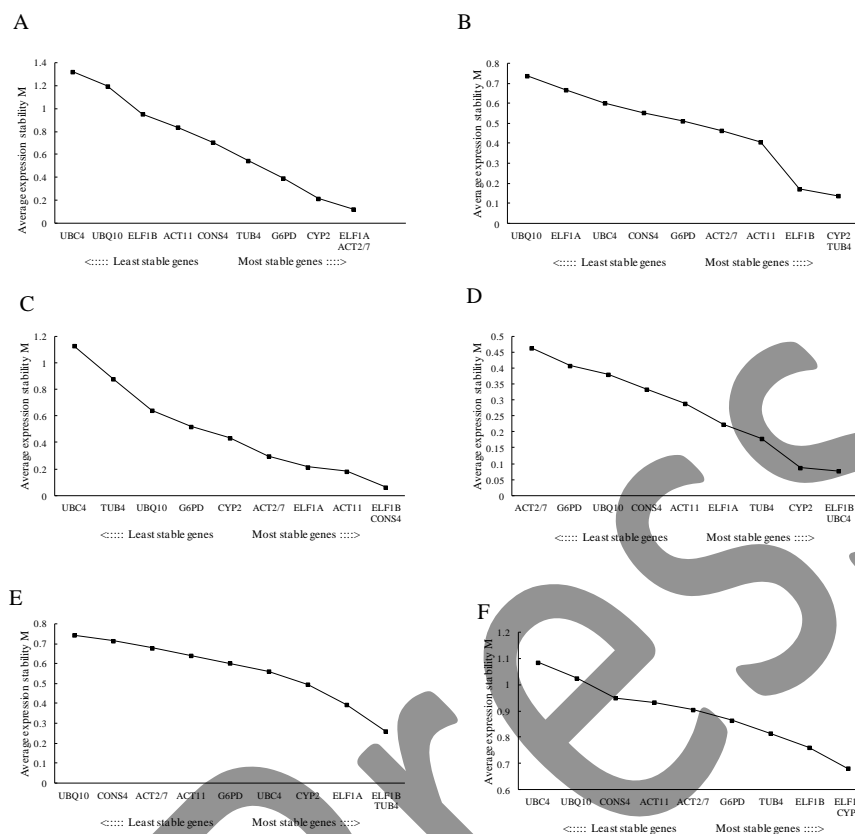 A
Average expression stability M
1.4
1.2
1
0.8
0.6
0.4
0.2
0
UBC4 UBQ10 ELF1B ACT11 CONS4 TUB4 G6PD CYP2 ELF1A
ACT2/7
<::::: Least stable genes Most stable genes ::::>
B
Average expression stability M
0.8
0.7
0.6
0.5
0.4
0.3
0.2
0.1
0
UBQ10 ELF1A UBC4 CONS4 G6PD ACT2/7 ACT11 ELF1B CYP2
TUB4
<::::: Least stable genes Most stable genes ::::>
C
Average expression stability M
1.2
1
0.8
0.6
0.4
0.2
0
UBC4 TUB4 UBQ10 G6PD CYP2 ACT2/7 ELF1A ACT11 ELF1B
CONS4
<::::: Least stable genes Most stable genes ::::>
D
Average expression stability M
0.5
0.45
0.4
0.35
0.3
0.25
0.2
0.15
0.1
0.05
0
ACT2/7 G6PD UBQ10 CONS4 ACT11 ELF1A TUB4 CYP2 ELF1B
UBC4
<::::: Least stable genes Most stable genes ::::>
E
Average expression stability M
0.8
0.7
0.6
0.5
0.4
0.3
0.2
0.1
0
UBQ10 CONS4 ACT2/7 ACT11 G6PD UBC4 CYP2 ELF1A ELF1B
TUB4
<::::: Least stable genes Most stable genes ::::>
F
Average expression stability M
1.2
1.1
1
0.9
0.8
0.7
0.6
UBC4 UBQ10 CONS4 ACT11 ACT2/7 G6PD TUB4 ELF1B ELF1
CYP
<::::: Least stable genes Most stable genes ::::>